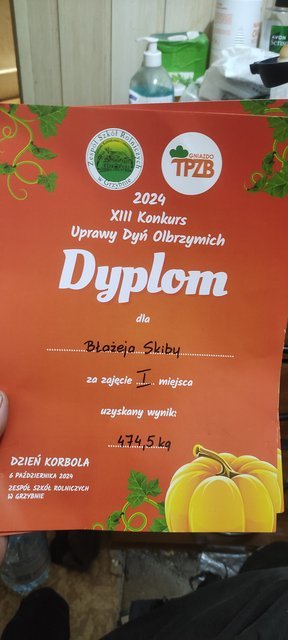 Zespół Szkół Rolniczych
w Grzybnie
GNIAZDO
TPZB
2024
XIII Konkurs
Uprawy Dyń Olbrzymich
Dyplom
dla
Błażeja Skiby
za zajęcie I miejsca
uzyskany wynik:
474,5 kg
DZIEŃ KORBOLA
6 PAŹDZIERNIKA 2024
ZESPÓŁ SZKÓŁ ROLNICZYCH
W GRZYBNIE
AVON